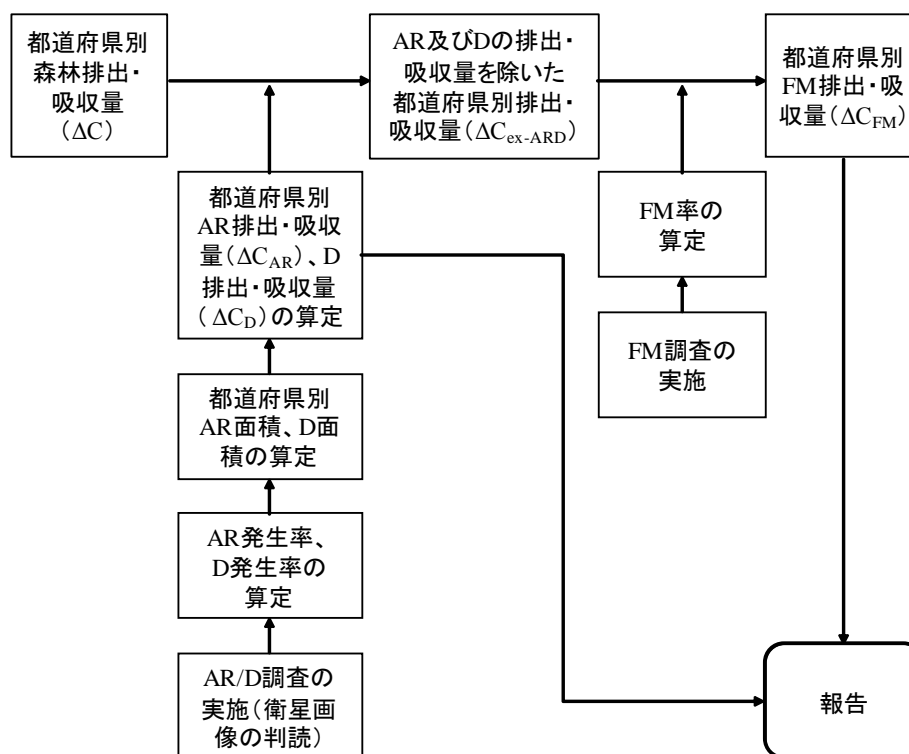 都道府県別
森林排出・
吸収量
(ΔC)
AR及びDの排出・
吸収量を除いた
都道府県別排出・
吸収量(ΔCex-ARD)
都道府県別
FM排出・吸
収量(ΔCFM)
都道府県別
AR排出・吸収
量(ΔCAR)、D
排出・吸収量
(ΔCD)の算定
FM率の
算定
FM調査の
実施
都道府県別
AR面積、D面
積の算定
AR発生率、
D発生率の
算定
AR/D調査の
実施(衛星画
像の判読)
報告